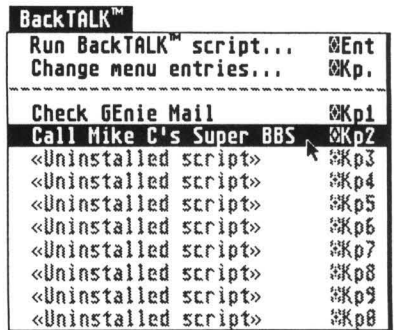 BackTALK™
Run BackTALK™ script... ⌘Ent
Change menu entries... ⌘Kp.
Check GEnie Mail ⌘Kp1
Call Mike C's Super BBS ⌘Kp2
«Uninstalled script» ⌘Kp3
«Uninstalled script» ⌘Kp4
«Uninstalled script» ⌘Kp5
«Uninstalled script» ⌘Kp6
«Uninstalled script» ⌘Kp7
«Uninstalled script» ⌘Kp8
«Uninstalled script» ⌘Kp9
«Uninstalled script» ⌘Kp0